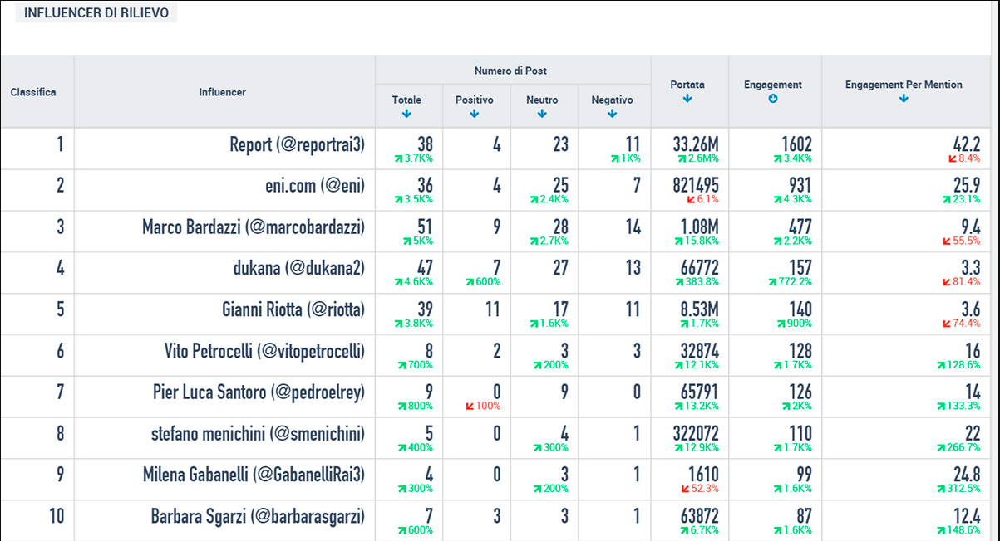 INFLUENCER DI RILIEVO
Classifica Influencer Numero di Post Portata Engagement Engagement Per Mention
Totale Positivo Neutro Negativo
1 Report (@reportrai3) 38 4 23 11 33.26M 1602 42.2
3.7K% 1K% 2.6M% 3.4K% 8.4%
2 eni.com (@eni) 36 4 25 7 821495 931 25.9
3.5K% 2.4K% 6.1% 4.3K% 23.1%
3 Marco Bardazzi (@marcobardazzi) 51 9 28 14 1.08M 477 9.4
5K% 2.7K% 15.8K% 2.2K% 55.5%
4 dukana (@dukana2) 47 7 27 13 66772 157 3.3
4.6K% 600% 383.8% 772.2% 81.4%
5 Gianni Riotta (@riotta) 39 11 17 11 8.53M 140 3.6
3.8K% 1.6K% 1.7K% 900% 74.4%
6 Vito Petrocelli (@vitopetrocelli) 8 2 3 3 32874 128 16
700% 200% 12.1K% 1.7K% 128.6%
7 Pier Luca Santoro (@pedroelrey) 9 0 9 0 65791 126 14
800% 100% 13.2K% 2K% 133.3%
8 stefano menichini (@smenichini) 5 0 4 1 322072 110 22
400% 300% 12.9K% 1.7K% 266.7%
9 Milena Gabanelli (@GabanelliRai3) 4 0 3 1 1610 99 24.8
300% 200% 52.3% 1.6K% 312.5%
10 Barbara Sgarzi (@barbarasgarzi) 7 3 3 1 63872 87 12.4
600% 6.7K% 1.6K% 148.6%